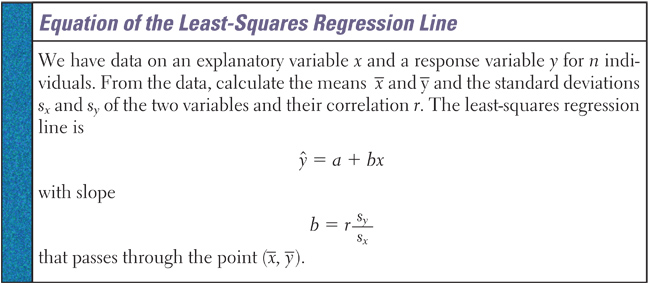 Equation of the Least-Squares Regression Line
We have data on an explanatory variable x and a response variable y for n indi-
viduals. From the data, calculate the means x̅ and y̅ and the standard deviations
sₓ and s_y of the two variables and their correlation r. The least-squares regression
line is
ŷ = a + bx
with slope
b = r s_y/sₓ
that passes through the point (x̅, y̅).